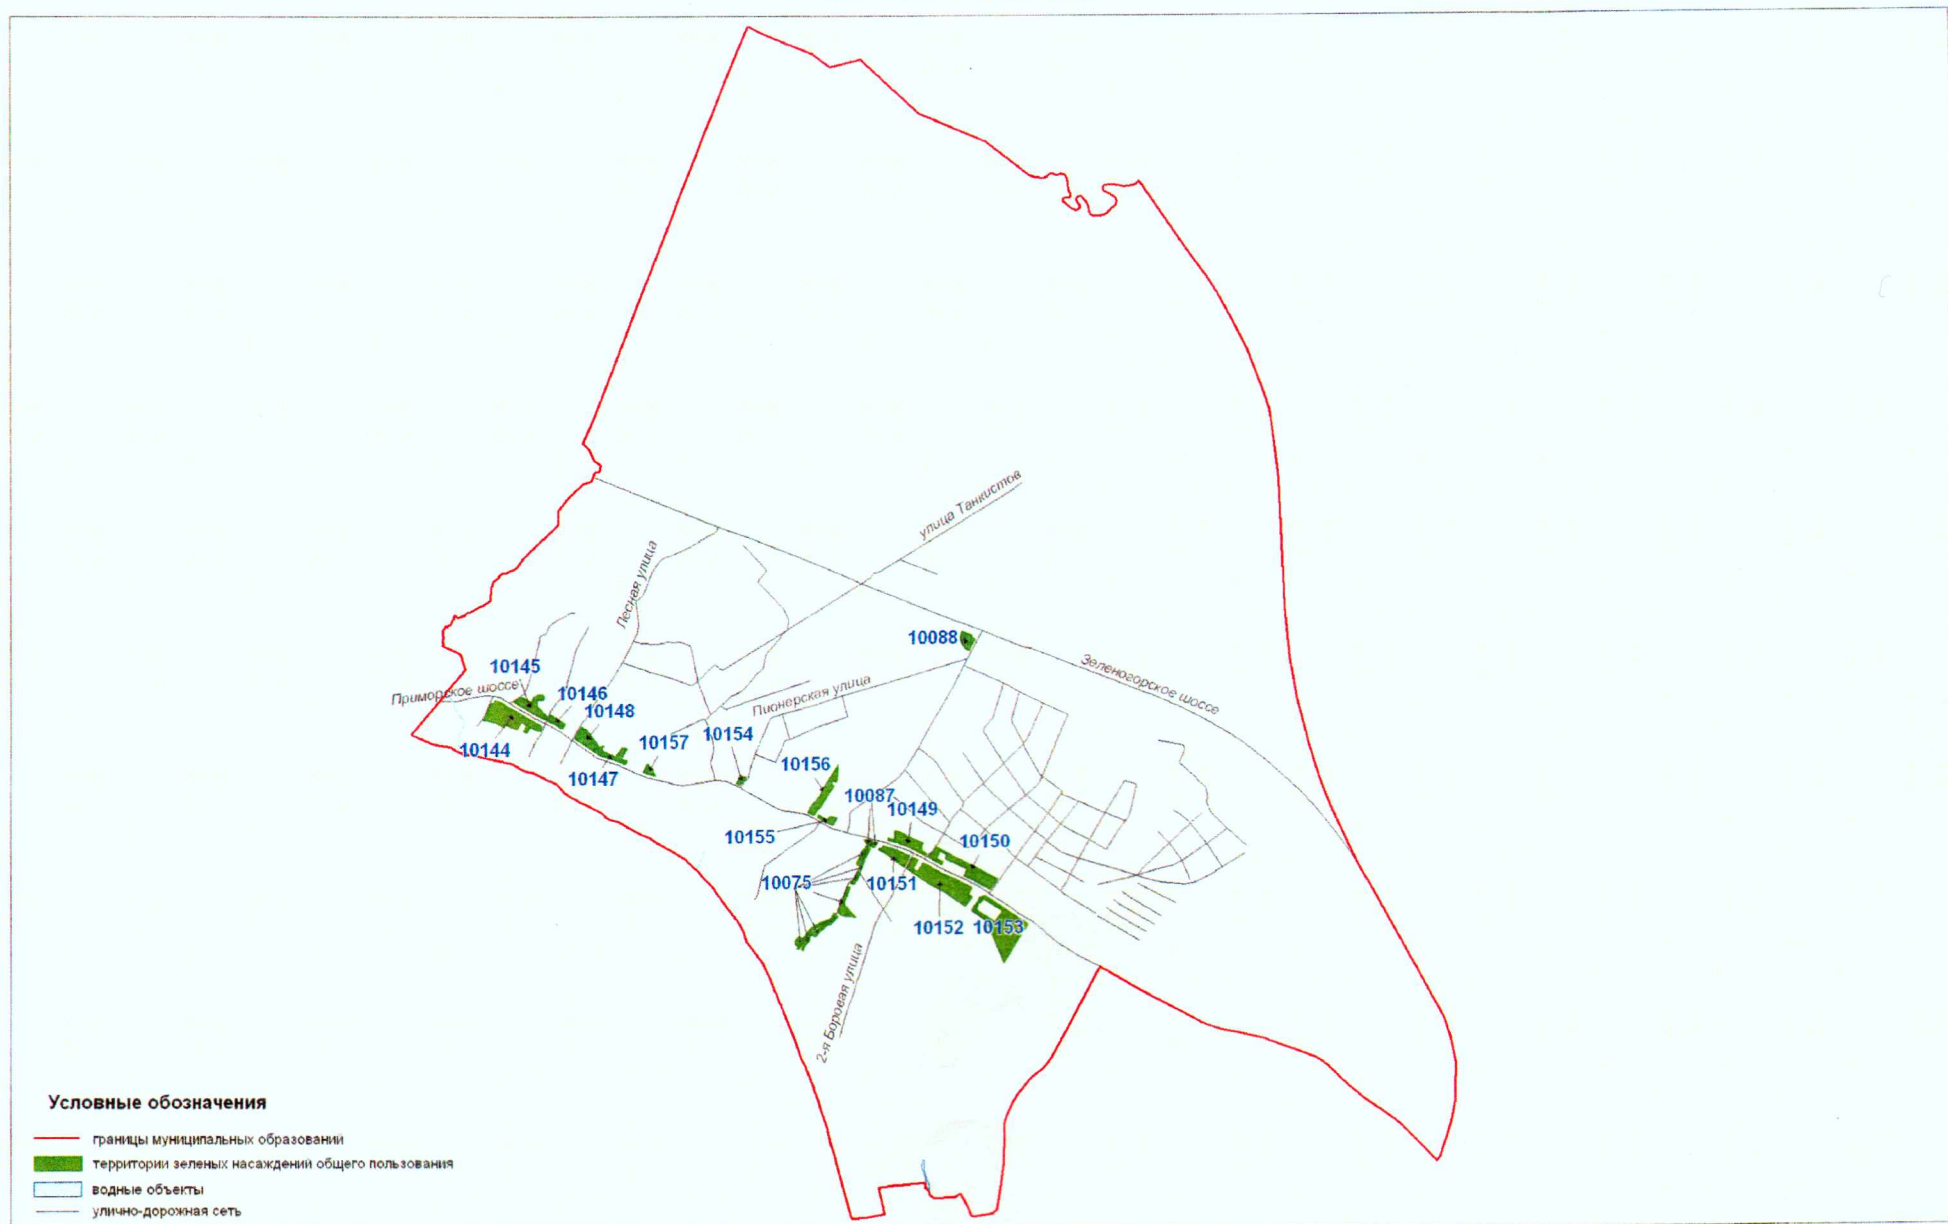 улица Танкистов
Лесная улица
10088
Зеленогорское шоссе
10145
Приморское шоссе
10146
Пионерская улица
10148
10154
10157
10144
10156
10147
10087
10149
10155
10150
10075
10151
10152
10153
2-я Боровая улица
Условные обозначения
границы муниципальных образований
территории зеленых насаждений общего пользования
водные объекты
улично-дорожная сеть